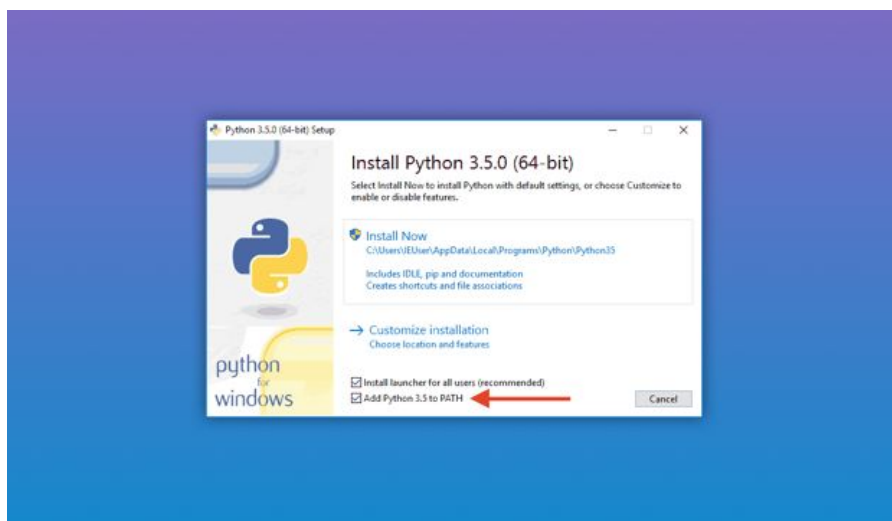 Python 3.5.0 (64-bit) Setup
Install Python 3.5.0 (64-bit)
Select Install Now to install Python with default settings, or choose Customize to
enable or disable features.
Install Now
C:\Users\IEUser\AppData\Local\Programs\Python\Python35
Includes IDLE, pip and documentation
Creates shortcuts and file associations
Customize installation
Choose location and features
python
for
windows
Install launcher for all users (recommended)
Add Python 3.5 to PATH
Cancel